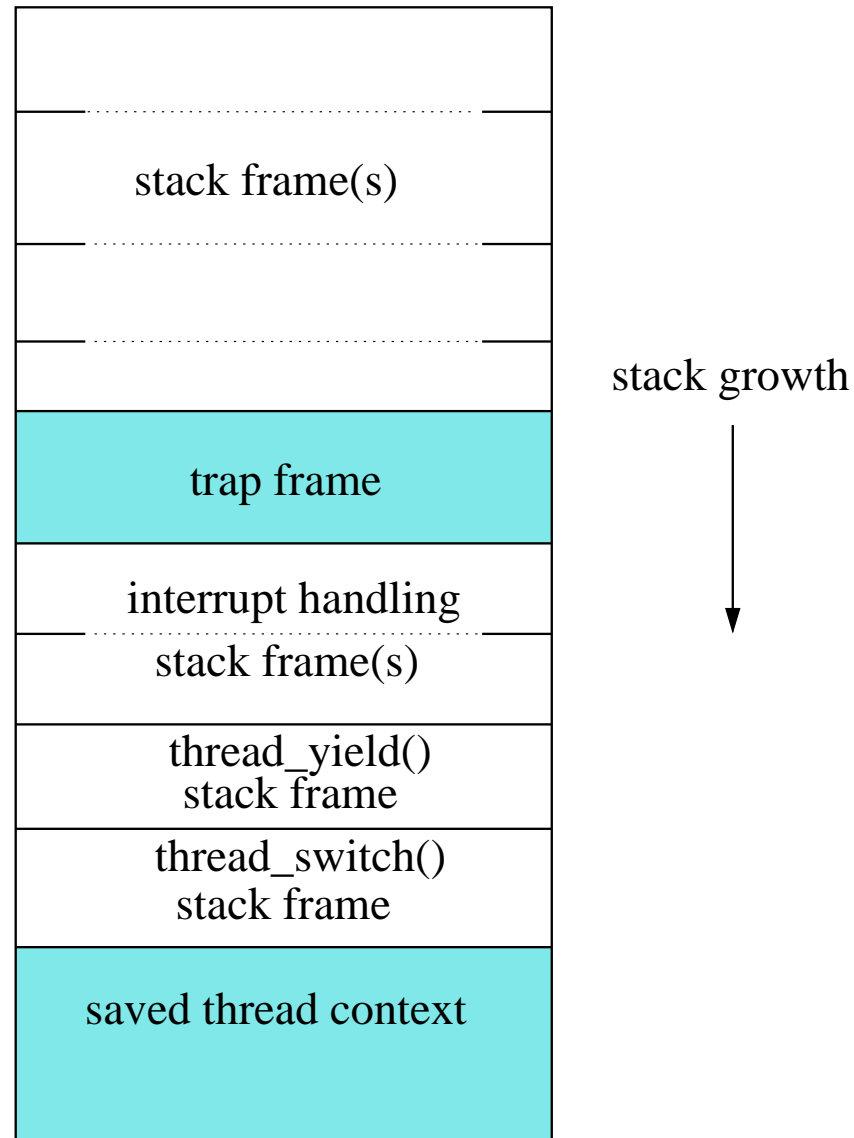 stack frame(s)
stack growth
trap frame
interrupt handling
stack frame(s)
thread_yield()
stack frame
thread_switch()
stack frame
saved thread context